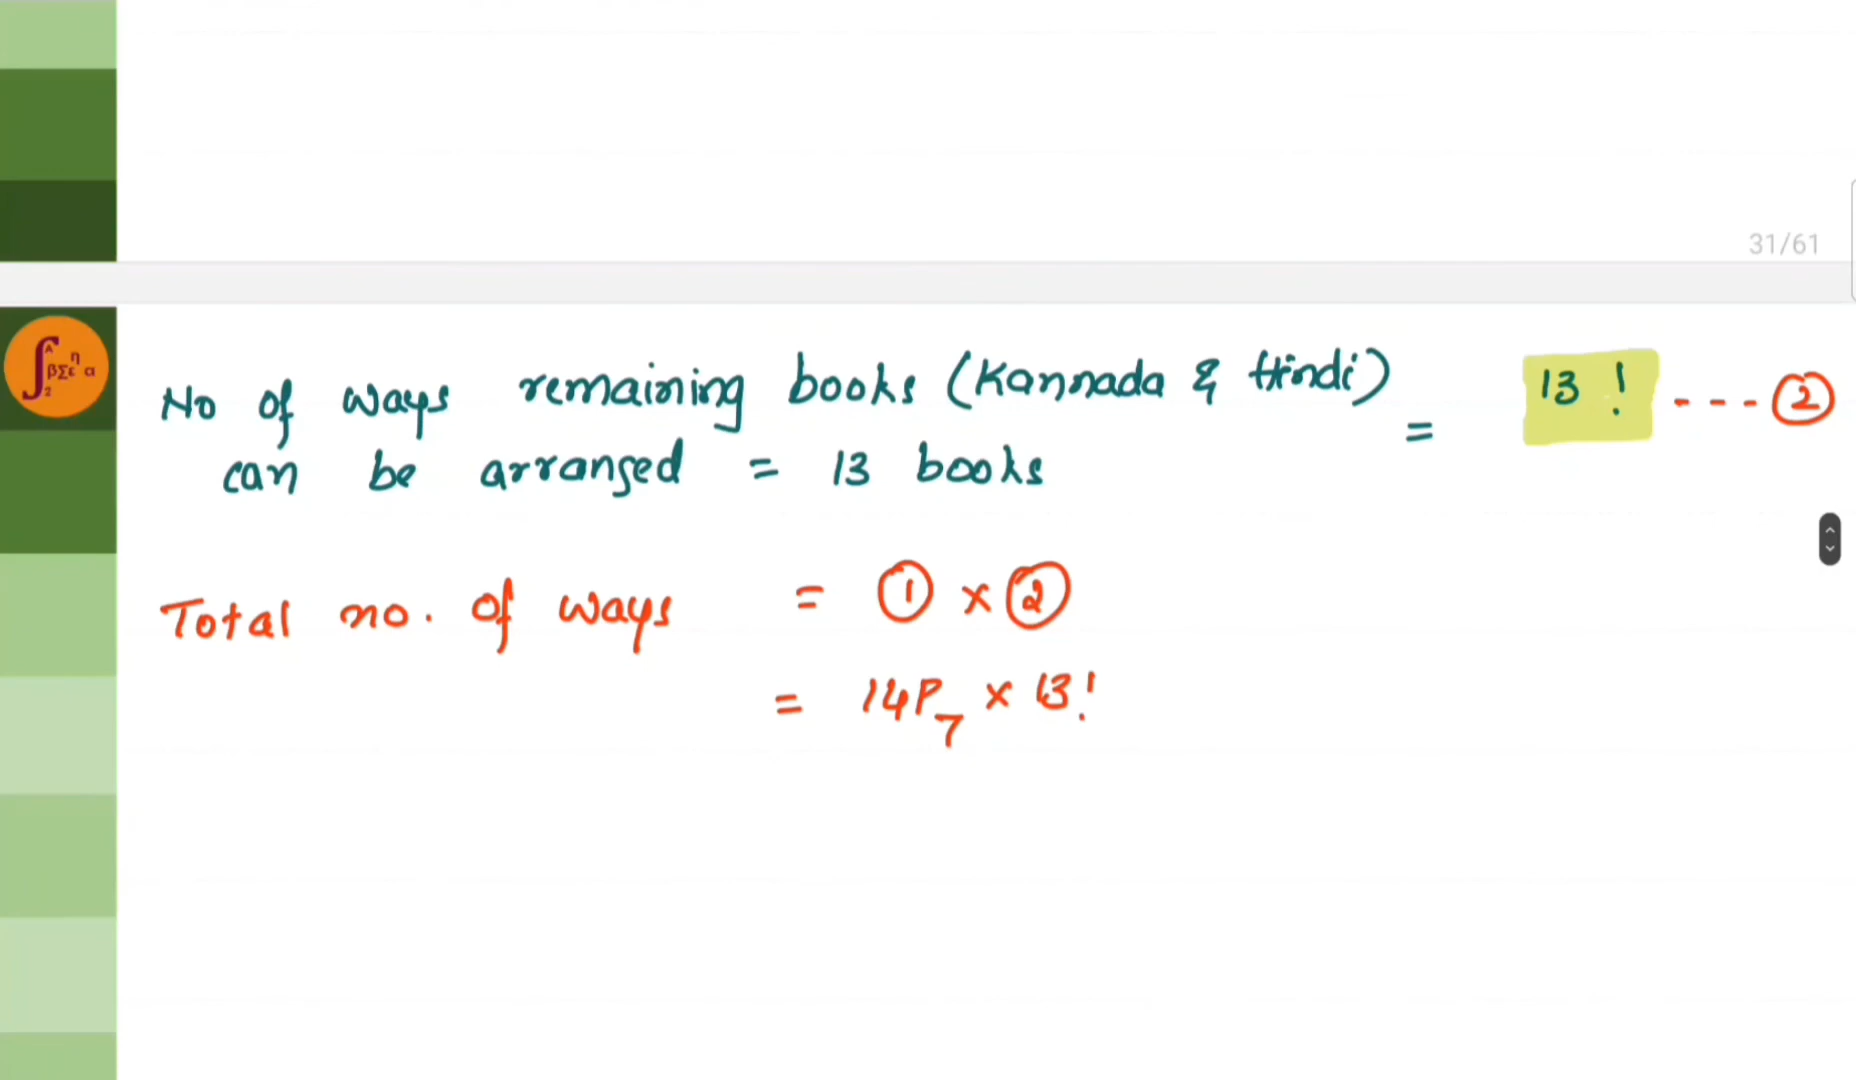 31/61
No of ways remaining books (Kannada & Hindi) = 13 ! - - - ②
can be arranged = 13 books
Total no. of ways = ① × ②
= 14P₇ × 13!